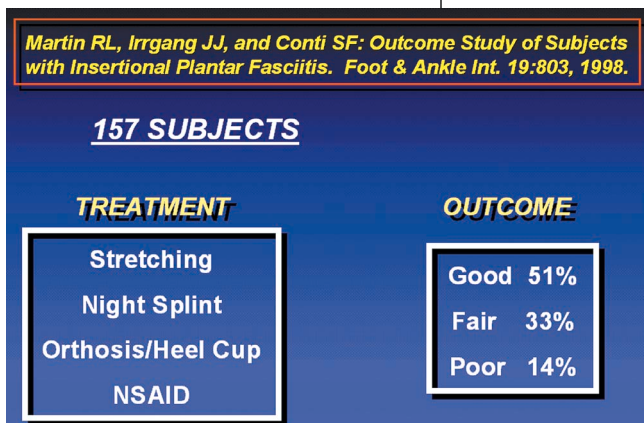 Martin RL, Irrgang JJ, and Conti SF: Outcome Study of Subjects
with Insertional Plantar Fasciitis. Foot & Ankle Int. 19:803, 1998.
157 SUBJECTS
TREATMENT
Stretching
Night Splint
Orthosis/Heel Cup
NSAID
OUTCOME
Good 51%
Fair 33%
Poor 14%